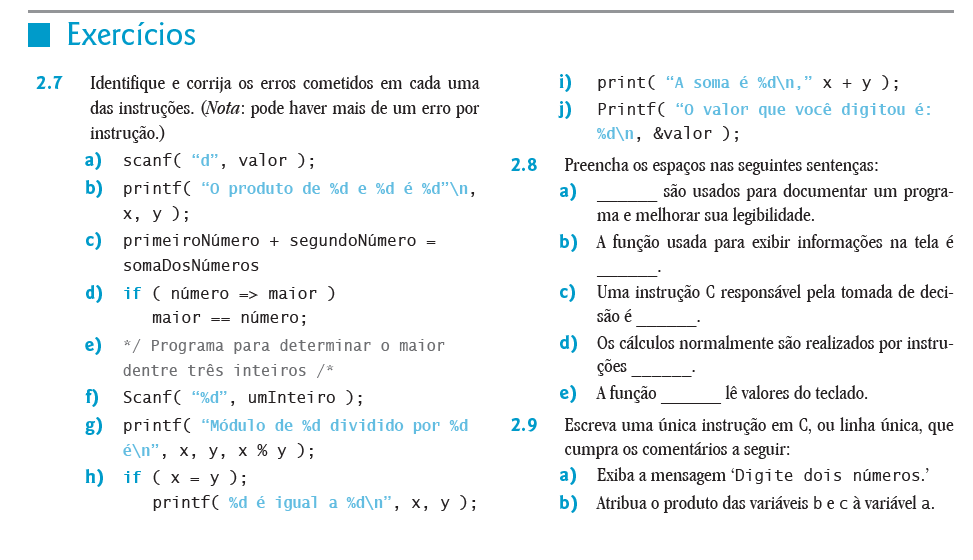 Exercícios
2.7 Identifique e corrija os erros cometidos em cada uma
das instruções. (Nota: pode haver mais de um erro por
instrução.)
a) scanf( “d”, valor );
b) printf( “O produto de %d e %d é %d”\n,
x, y );
c) primeiroNúmero + segundoNúmero =
somaDosNúmeros
d) if ( número => maior )
maior == número;
e) */ Programa para determinar o maior
dentre três inteiros /*
f) Scanf( “%d”, umInteiro );
g) printf( “Módulo de %d dividido por %d
é\n”, x, y, x % y );
h) if ( x = y );
printf( %d é igual a %d\n”, x, y );
i) print( “A soma é %d\n,” x + y );
j) Printf( “O valor que você digitou é:
%d\n, &valor );
2.8 Preencha os espaços nas seguintes sentenças:
a) _______ são usados para documentar um progra-
ma e melhorar sua legibilidade.
b) A função usada para exibir informações na tela é
_______.
c) Uma instrução C responsável pela tomada de deci-
são é _______.
d) Os cálculos normalmente são realizados por instru-
ções _______.
e) A função _______ lê valores do teclado.
2.9 Escreva uma única instrução em C, ou linha única, que
cumpra os comentários a seguir:
a) Exiba a mensagem ‘Digite dois números.’
b) Atribua o produto das variáveis b e c à variável a.